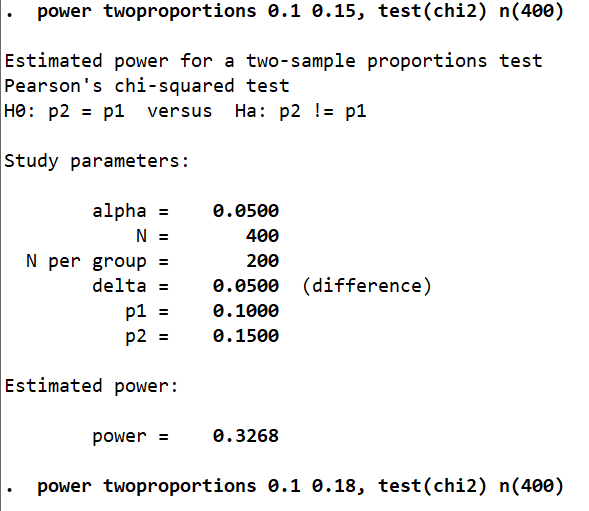 . power twoproportions 0.1 0.15, test(chi2) n(400)
Estimated power for a two-sample proportions test
Pearson's chi-squared test
H0: p2 = p1 versus Ha: p2 != p1
Study parameters:
alpha = 0.0500
N = 400
N per group = 200
delta = 0.0500 (difference)
p1 = 0.1000
p2 = 0.1500
Estimated power:
power = 0.3268
. power twoproportions 0.1 0.18, test(chi2) n(400)